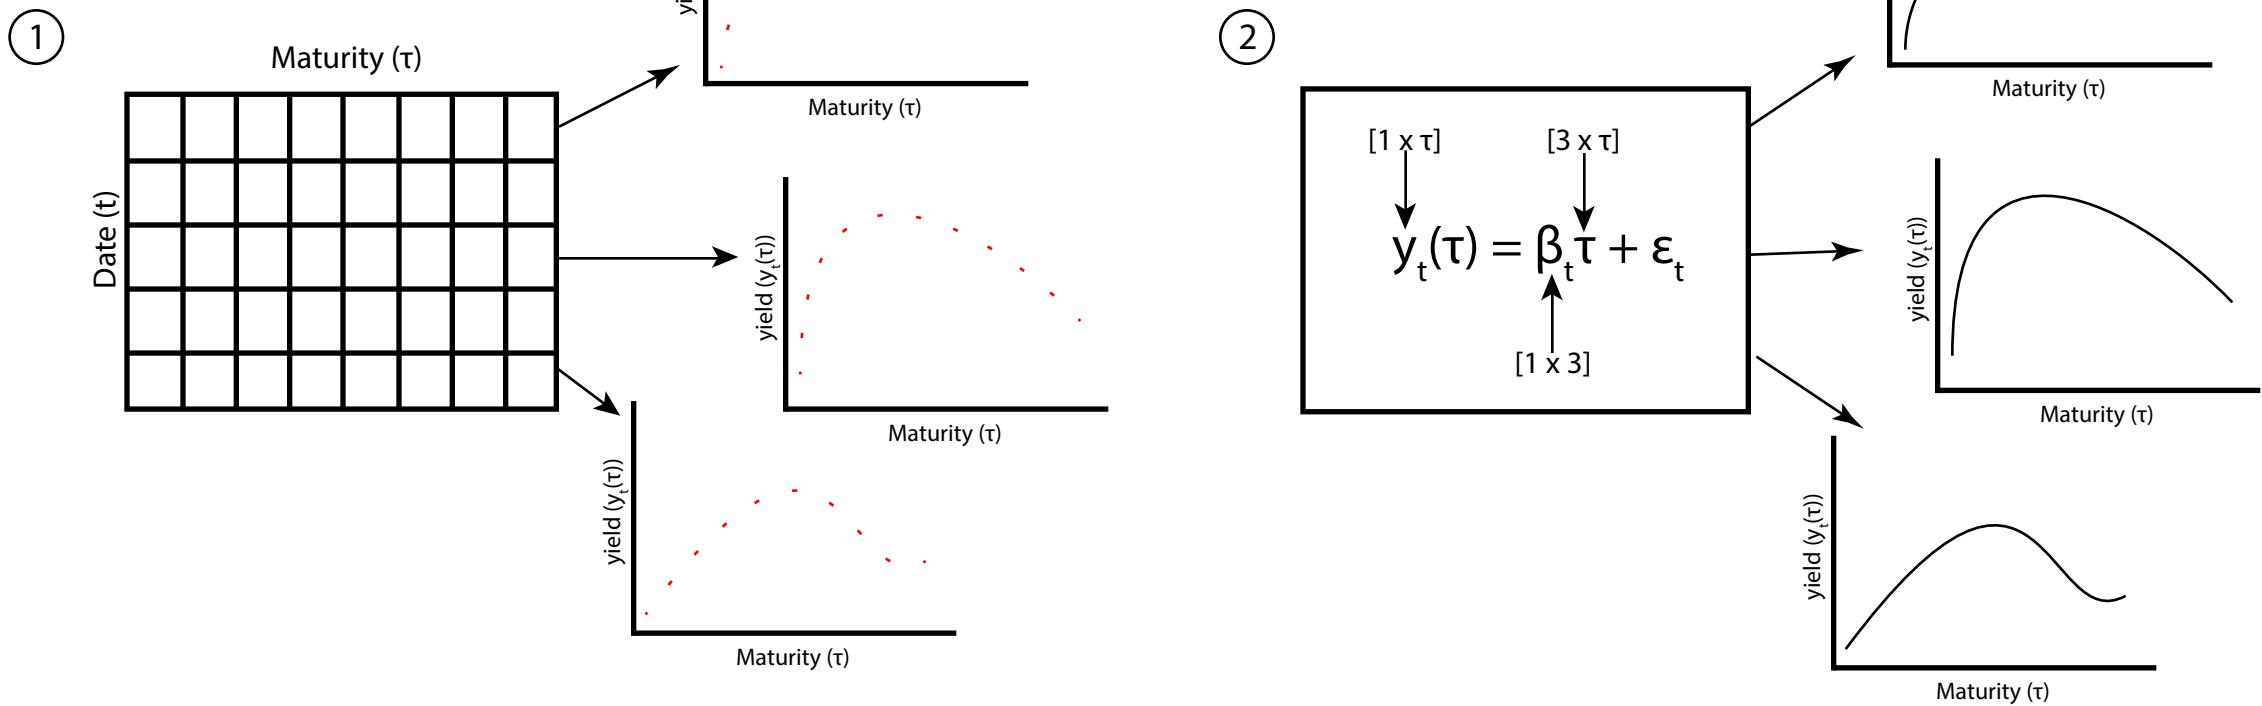 1
Maturity (τ)
Date (t)
Maturity (τ)
yield (yt(τ))
Maturity (τ)
yield (yt(τ))
Maturity (τ)
2
[1 x τ]
[3 x τ]
yt(τ) = βtτ + εt
[1 x 3]
Maturity (τ)
yield (yt(τ))
Maturity (τ)
yield (yt(τ))
Maturity (τ)